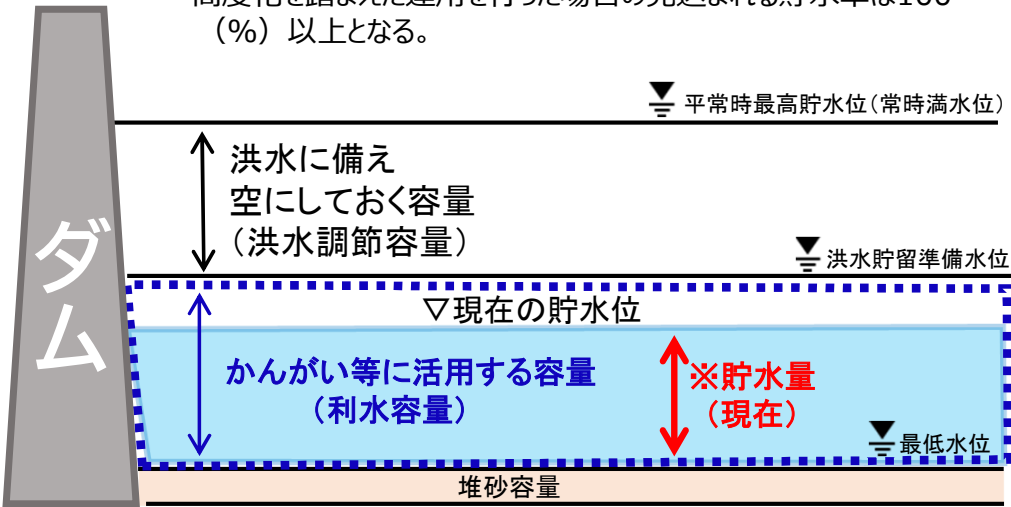 (%)以上となる。
平常時最高貯水位(常時満水位)
洪水に備え
空にしておく容量
(洪水調節容量)
洪水貯留準備水位
▽現在の貯水位
ダム
かんがい等に活用する容量
(利水容量)
※貯水量
(現在)
最低水位
堆砂容量